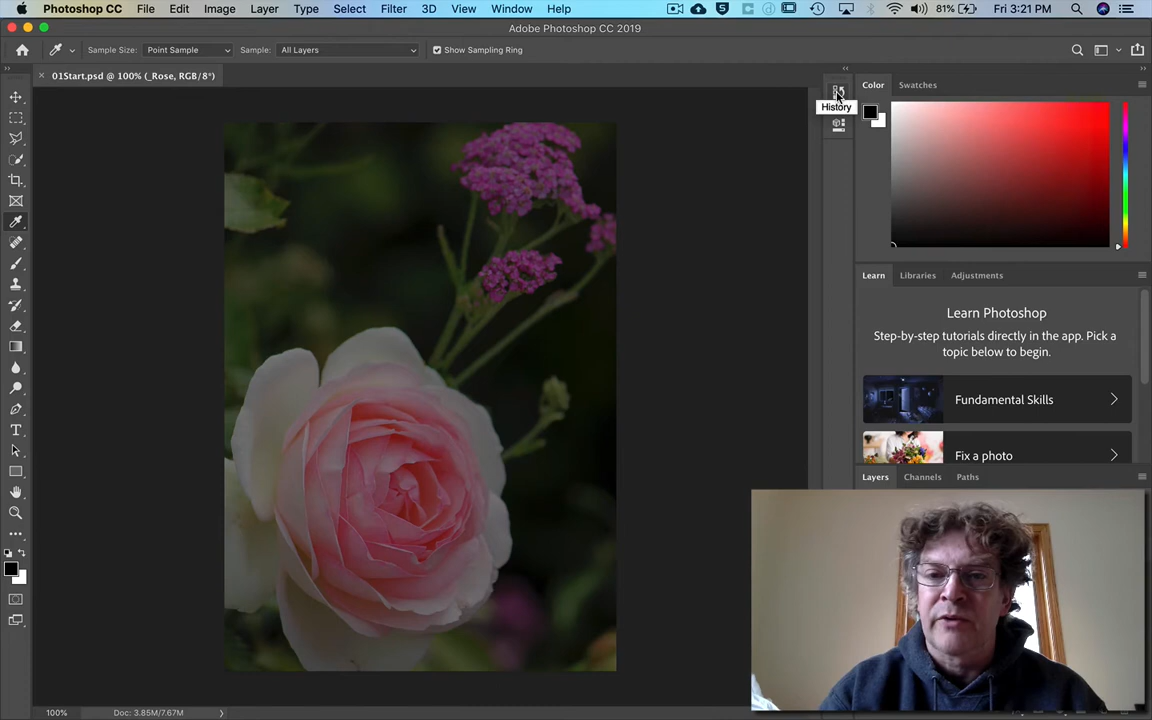 Photoshop CC File Edit Image Layer Type Select Filter 3D View Window Help 81% Fri 3:21 PM
Adobe Photoshop CC 2019
Sample Size: Point Sample Sample: All Layers Show Sampling Ring
01Start.psd @ 100% (_Rose, RGB/8*)
Color Swatches
History
Learn Libraries Adjustments
Learn Photoshop
Step-by-step tutorials directly in the app. Pick a
topic below to begin.
Fundamental Skills
Fix a photo
Layers Channels Paths
100% Doc: 3.85M/7.67M